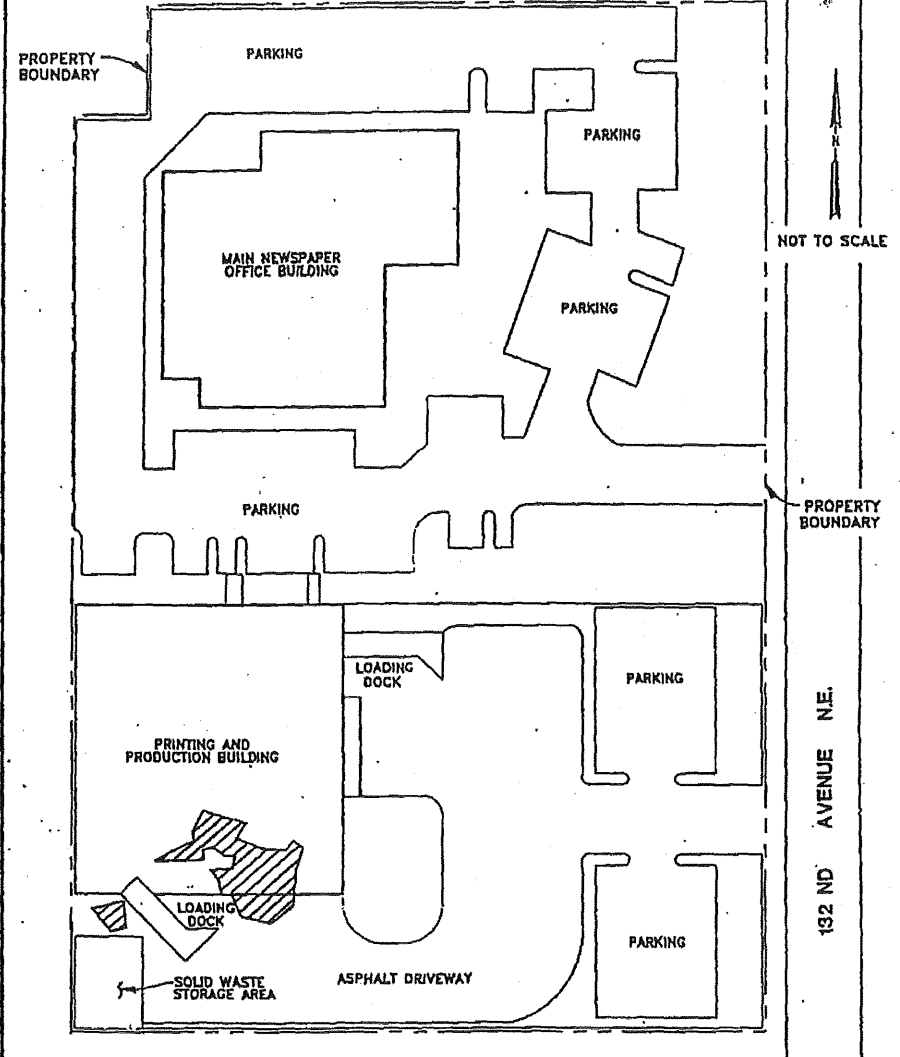 PARKING
PROPERTY
BOUNDARY
PARKING
N
NOT TO SCALE
MAIN NEWSPAPER
OFFICE BUILDING
PARKING
PARKING
PROPERTY
BOUNDARY
LOADING
DOCK
PARKING
PRINTING AND
PRODUCTION BUILDING
132 ND AVENUE N.E.
LOADING
DOCK
PARKING
SOLID WASTE
STORAGE AREA
ASPHALT DRIVEWAY